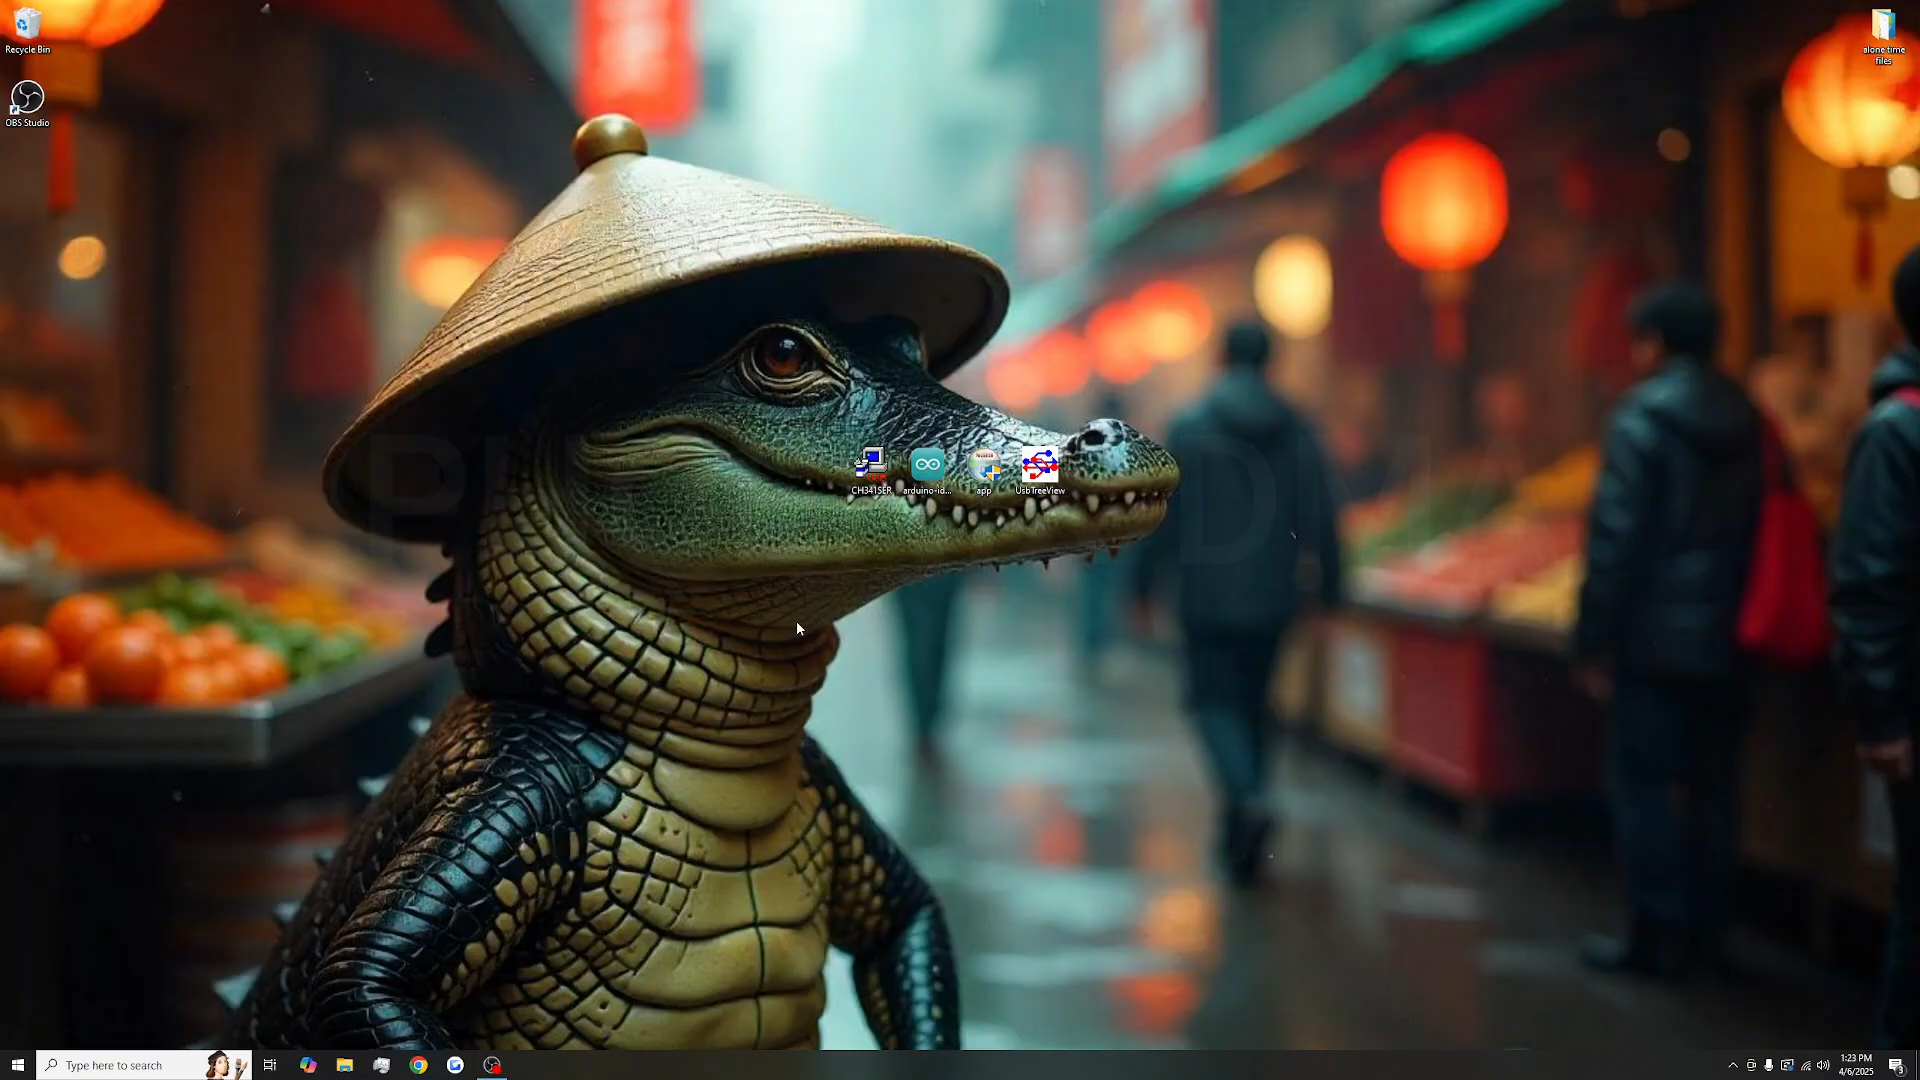 Recycle Bin
OBS Studio
alone time
files
CH341SER
arduino-id...
app
UsbTreeView
Type here to search
1:23 PM
4/6/2025
3